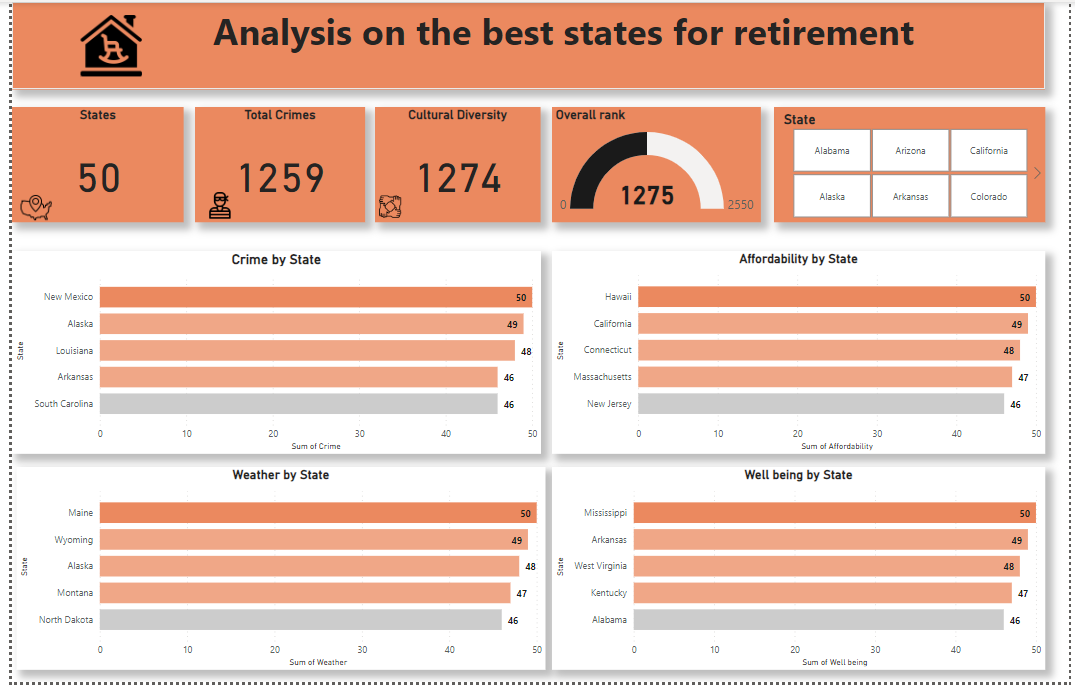 Analysis on the best states for retirement
States
50
Total Crimes
1259
Cultural Diversity
1274
Overall rank
1275
0
2550
State
Alabama
Arizona
California
Alaska
Arkansas
Colorado
Crime by State
State
New Mexico 50
Alaska 49
Louisiana 48
Arkansas 46
South Carolina 46
0 10 20 30 40 50
Sum of Crime
Affordability by State
State
Hawaii 50
California 49
Connecticut 48
Massachusetts 47
New Jersey 46
0 10 20 30 40 50
Sum of Affordability
Weather by State
State
Maine 50
Wyoming 49
Alaska 48
Montana 47
North Dakota 46
0 10 20 30 40 50
Sum of Weather
Well being by State
State
Mississippi 50
Arkansas 49
West Virginia 48
Kentucky 47
Alabama 46
0 10 20 30 40 50
Sum of Well being